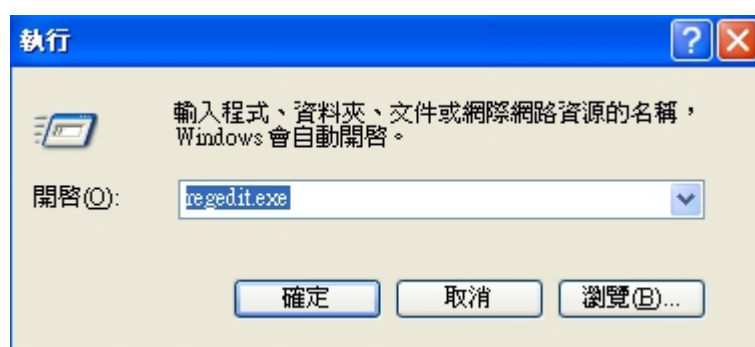 執行
輸入程式、資料夾、文件或網際網路資源的名稱，
Windows 會自動開啓。
開啓(O):
regedit.exe
確定
取消
瀏覽(B)...